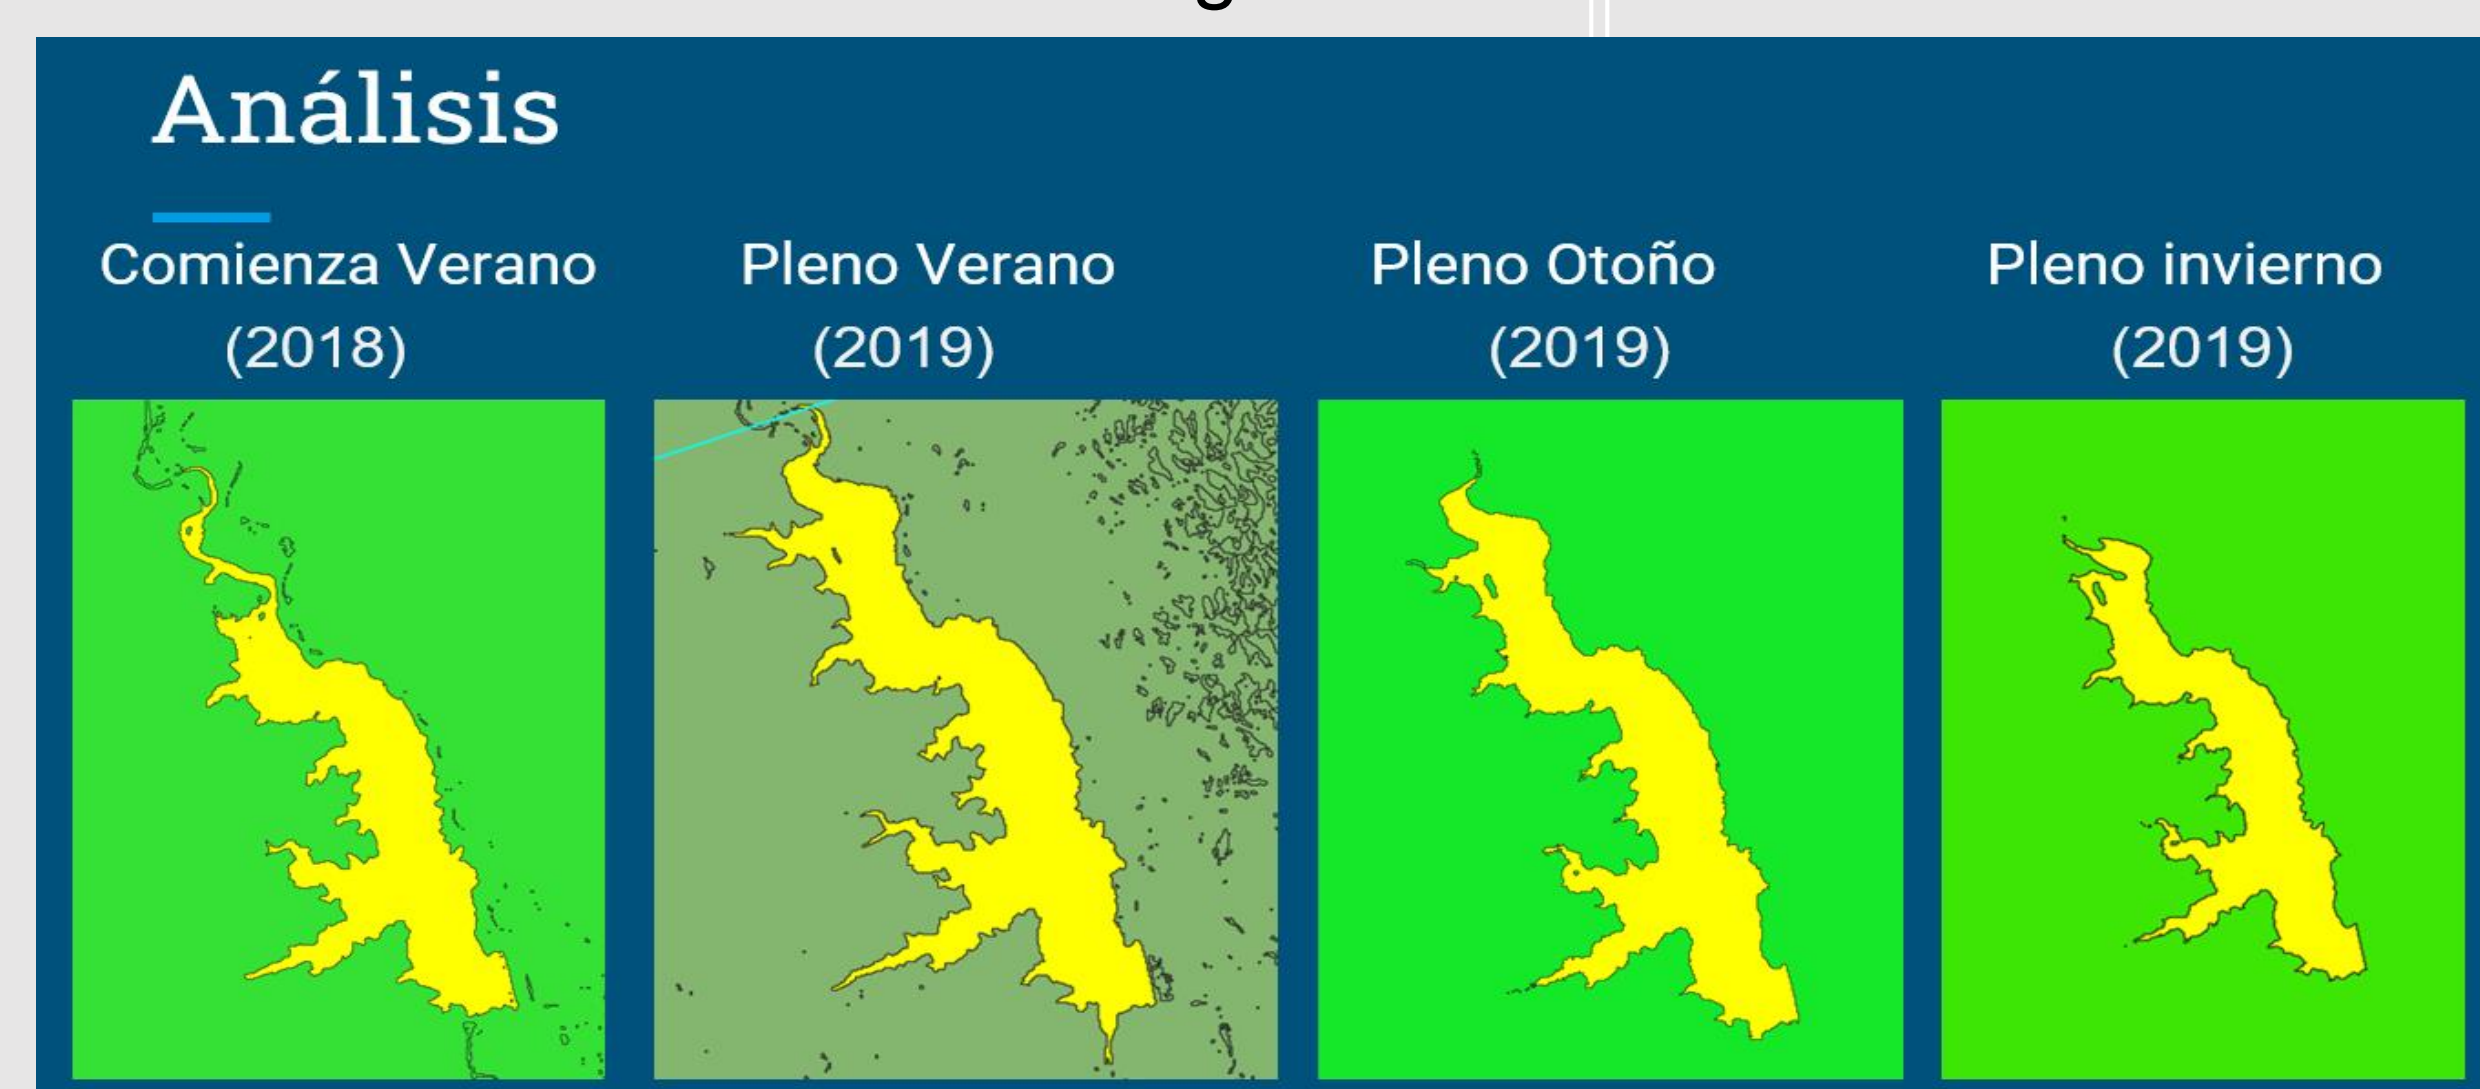 Análisis
Comienza Verano
(2018)
Pleno Verano
(2019)
Pleno Otoño
(2019)
Pleno invierno
(2019)